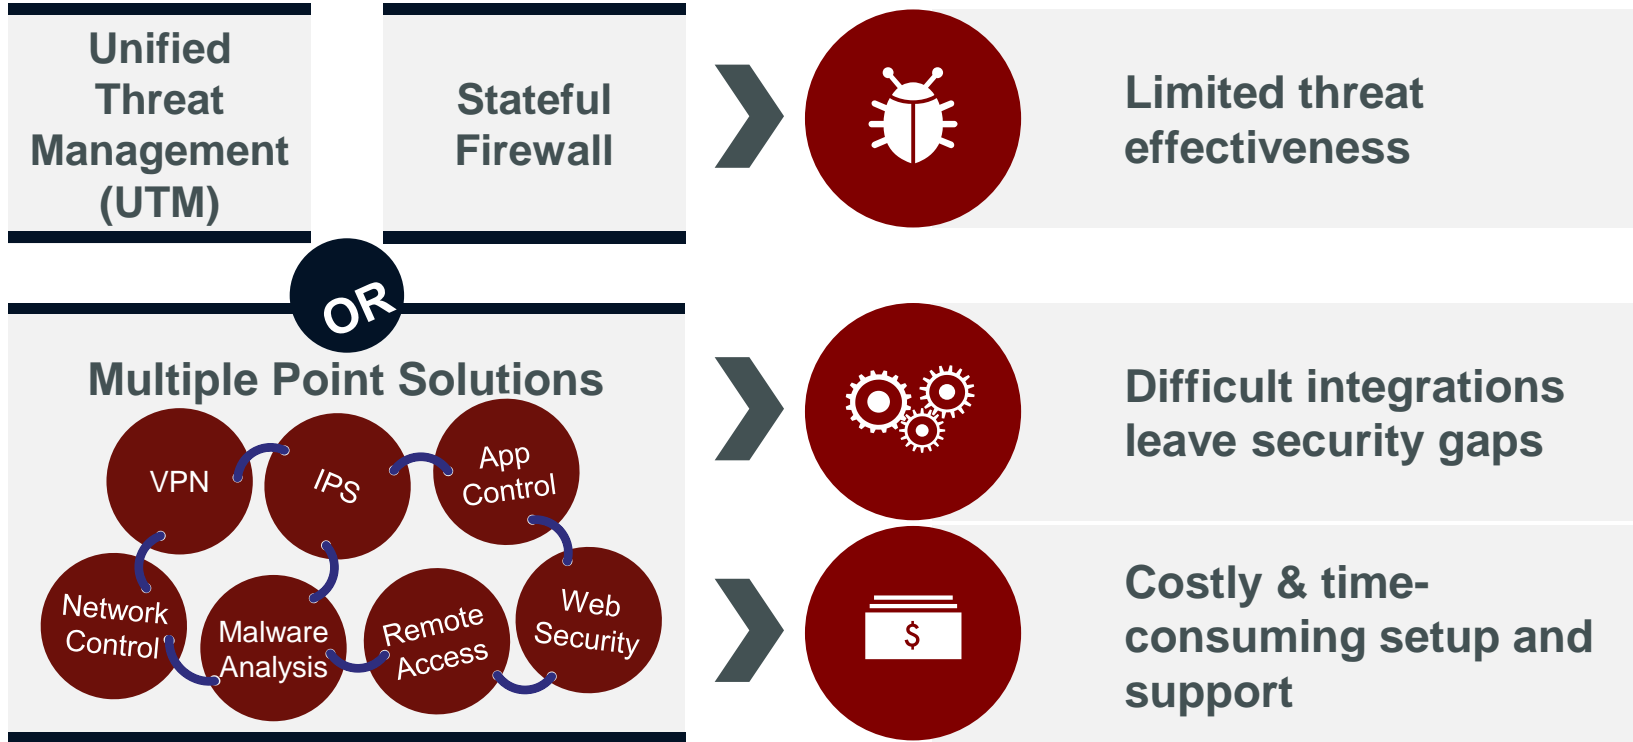 Unified
Threat
Management
(UTM)
Stateful
Firewall
Limited threat
effectiveness
OR
Multiple Point Solutions
VPN
IPS
App
Control
Network
Control
Malware
Analysis
Remote
Access
Web
Security
Difficult integrations
leave security gaps
$
Costly & time-
consuming setup and
support